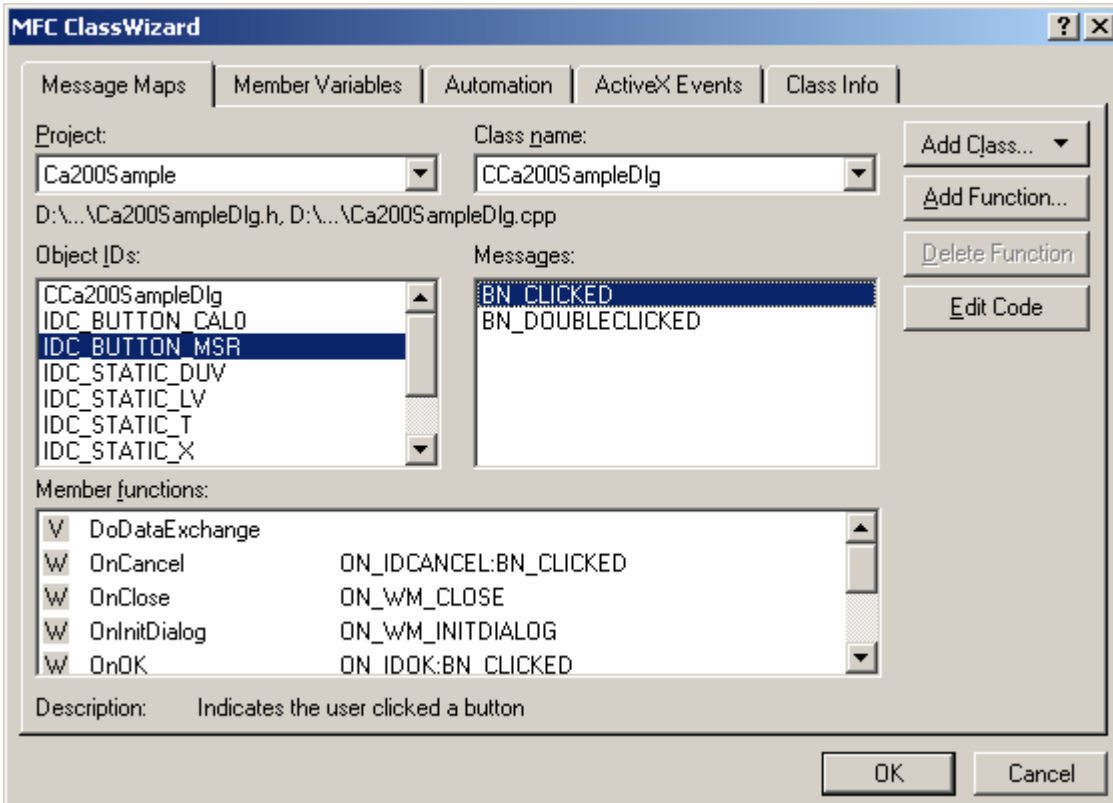 MFC ClassWizard
Message Maps Member Variables Automation ActiveX Events Class Info
Project: Class name:
Ca200Sample CCa200SampleDlg
Add Class...
D:\...\Ca200SampleDlg.h, D:\...\Ca200SampleDlg.cpp
Add Function...
Object IDs: Messages:
Delete Function
CCa200SampleDlg BN_CLICKED
Edit Code
IDC_BUTTON_CAL0 BN_DOUBLECLICKED
IDC_BUTTON_MSR
IDC_STATIC_DUV
IDC_STATIC_LV
IDC_STATIC_T
IDC_STATIC_X
Member functions:
V DoDataExchange
W OnCancel ON_IDCANCEL:BN_CLICKED
W OnClose ON_WM_CLOSE
W OnInitDialog ON_WM_INITDIALOG
W OnOK ON_IDOK:BN_CLICKED
Description: Indicates the user clicked a button
OK Cancel